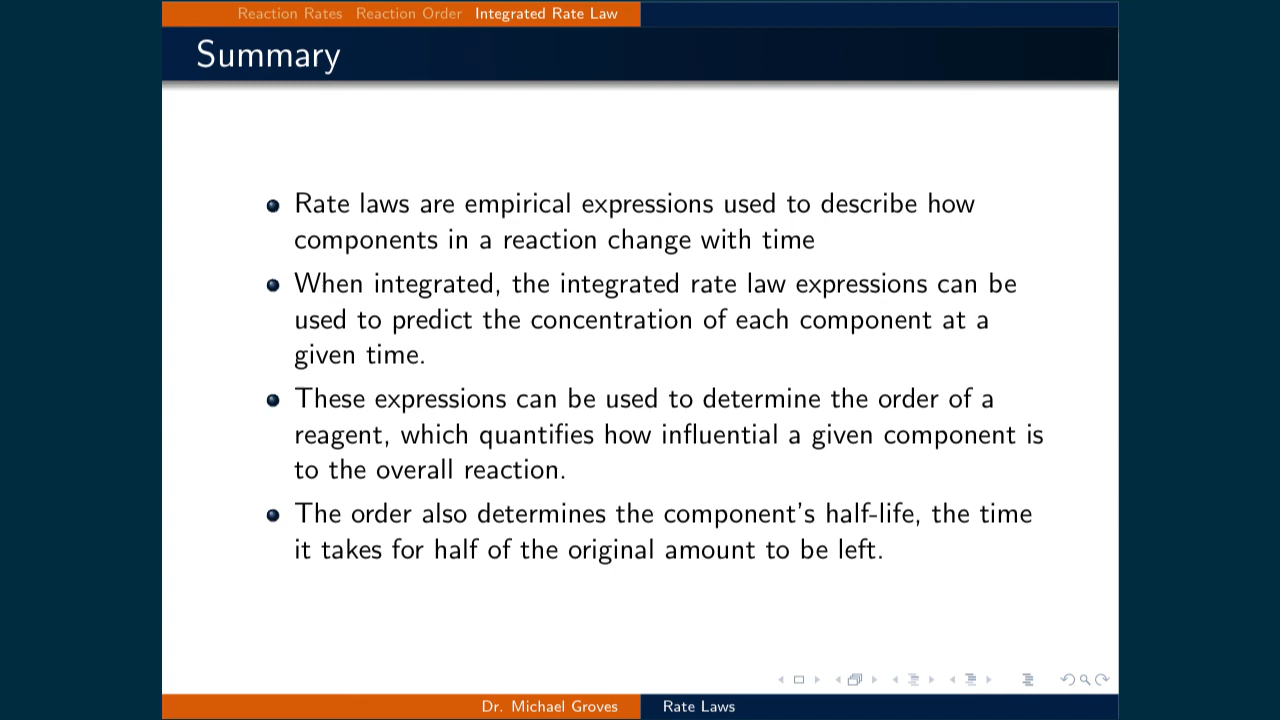 Reaction Rates Reaction Order Integrated Rate Law
Summary
Rate laws are empirical expressions used to describe how
components in a reaction change with time
When integrated, the integrated rate law expressions can be
used to predict the concentration of each component at a
given time.
These expressions can be used to determine the order of a
reagent, which quantifies how influential a given component is
to the overall reaction.
The order also determines the component's half-life, the time
it takes for half of the original amount to be left.
Dr. Michael Groves Rate Laws